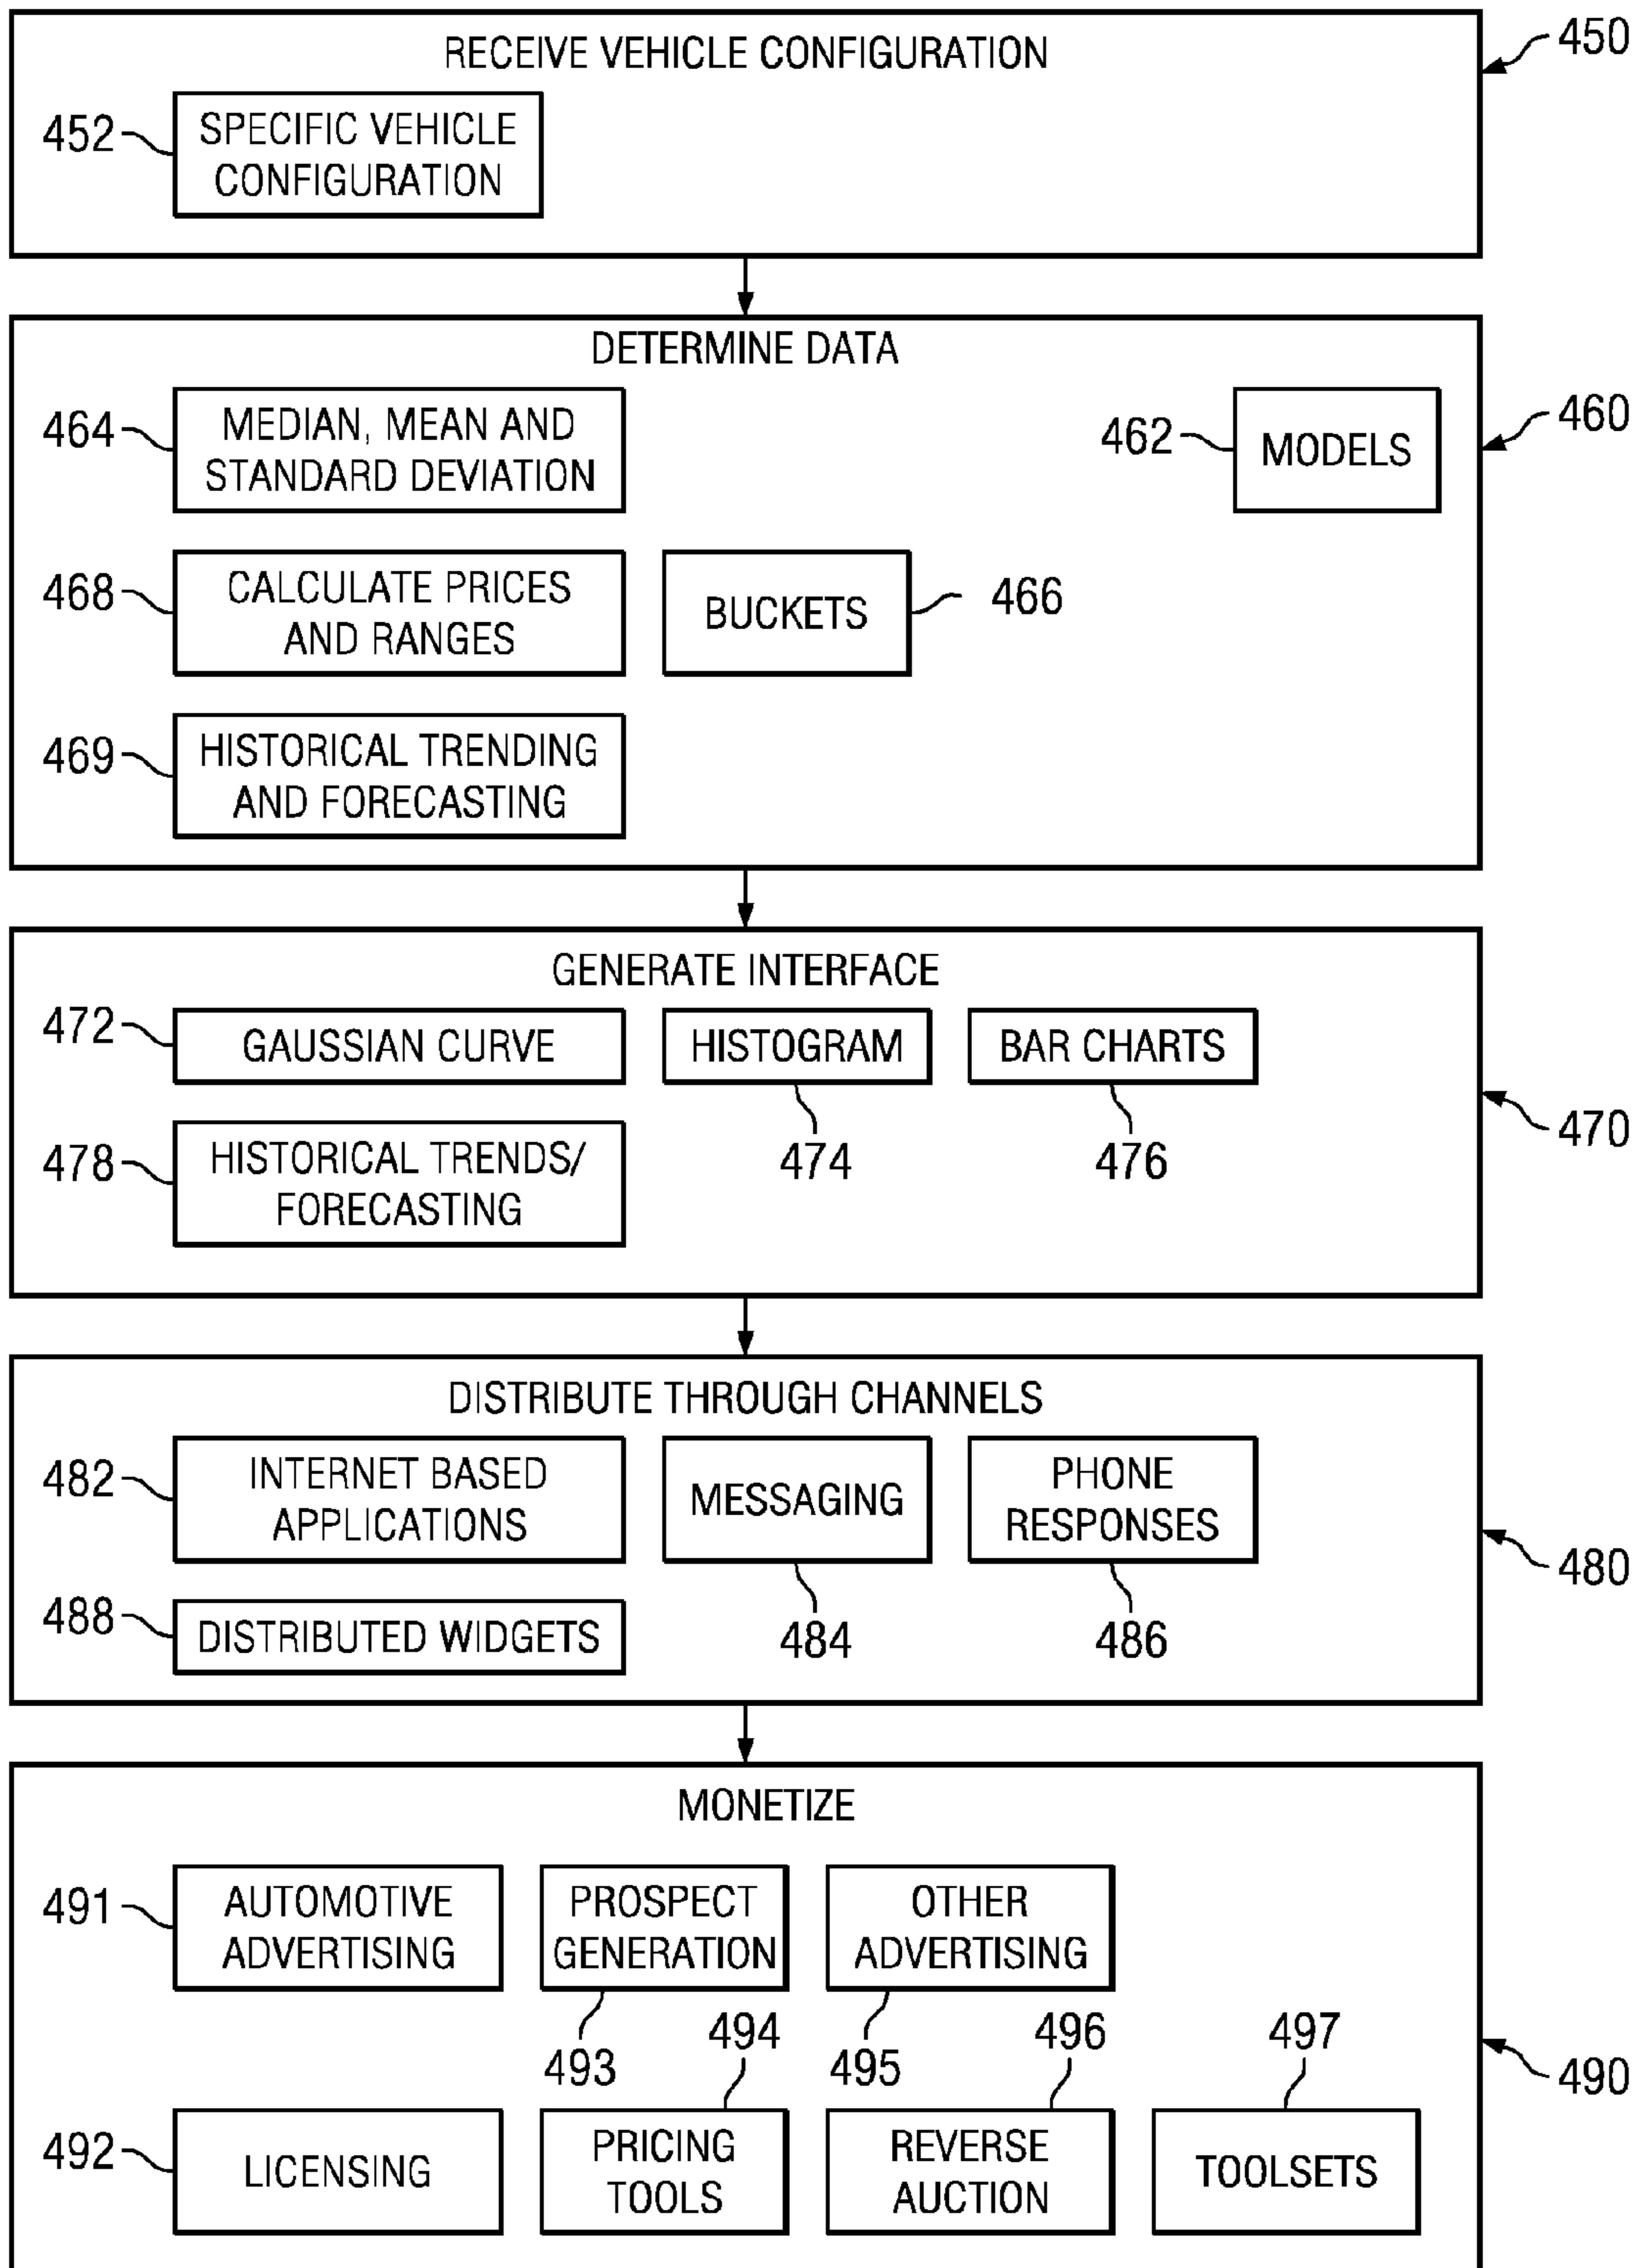 RECEIVE VEHICLE CONFIGURATION
450
452
SPECIFIC VEHICLE
CONFIGURATION
DETERMINE DATA
464
MEDIAN, MEAN AND
STANDARD DEVIATION
462
MODELS
460
468
CALCULATE PRICES
AND RANGES
BUCKETS
466
469
HISTORICAL TRENDING
AND FORECASTING
GENERATE INTERFACE
472
GAUSSIAN CURVE
HISTOGRAM
BAR CHARTS
470
478
HISTORICAL TRENDS/
FORECASTING
474
476
DISTRIBUTE THROUGH CHANNELS
482
INTERNET BASED
APPLICATIONS
MESSAGING
PHONE
RESPONSES
480
488
DISTRIBUTED WIDGETS
484
486
MONETIZE
491
AUTOMOTIVE
ADVERTISING
PROSPECT
GENERATION
OTHER
ADVERTISING
493
494
495
496
497
490
492
LICENSING
PRICING
TOOLS
REVERSE
AUCTION
TOOLSETS